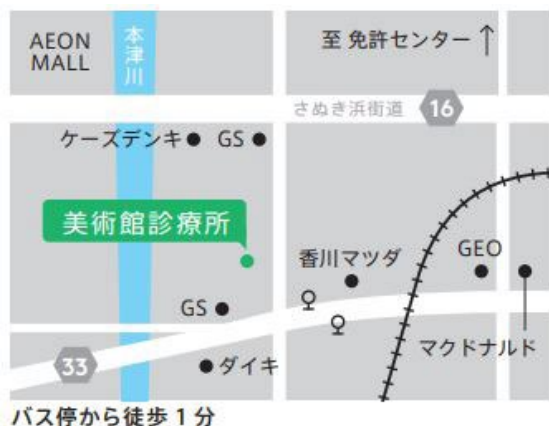 AEON
MALL
本津川
至 免許センター
さぬき浜街道 16
ケーズデンキ GS
美術館診療所
香川マツダ
GEO
GS
マクドナルド
33
ダイキ
バス停から徒歩 1 分